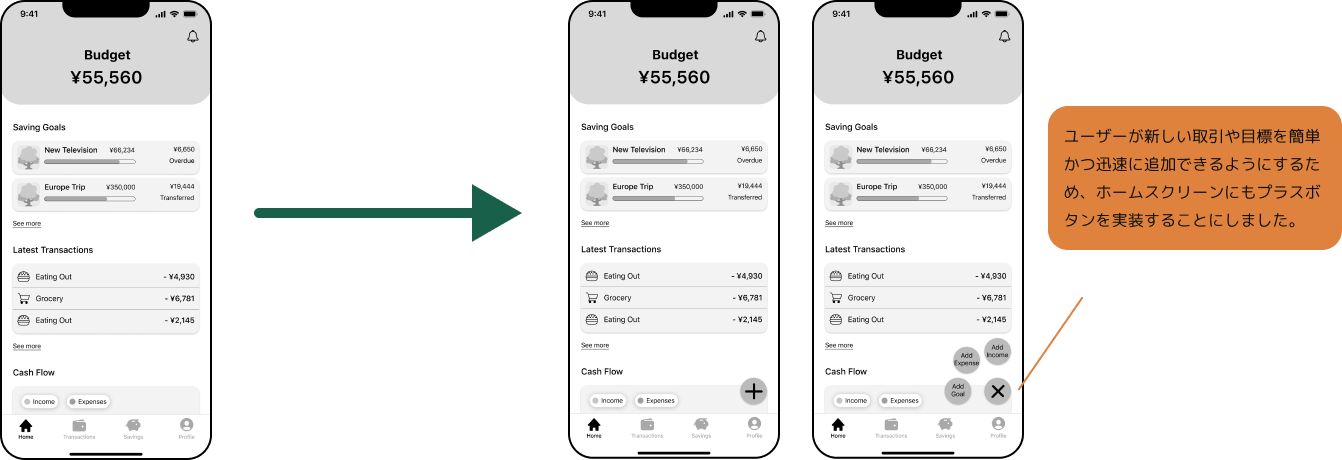 9:41
Budget
¥55,560
Saving Goals
New Television ¥66,234 ¥6,650
Overdue
Europe Trip ¥350,000 ¥19,444
Transferred
See more
Latest Transactions
Eating Out - ¥4,930
Grocery - ¥6,781
Eating Out - ¥2,145
See more
Cash Flow
Income Expenses
Home Transactions Savings Profile
9:41
Budget
¥55,560
Saving Goals
New Television ¥66,234 ¥6,650
Overdue
Europe Trip ¥350,000 ¥19,444
Transferred
See more
Latest Transactions
Eating Out - ¥4,930
Grocery - ¥6,781
Eating Out - ¥2,145
See more
Cash Flow
Income Expenses
Home Transactions Savings Profile
9:41
Budget
¥55,560
Saving Goals
New Television ¥66,234 ¥6,650
Overdue
Europe Trip ¥350,000 ¥19,444
Transferred
See more
Latest Transactions
Eating Out - ¥4,930
Grocery - ¥6,781
Eating Out - ¥2,145
See more
Add
Income
Add
Expense
Cash Flow
Add
Goal
Income Expenses
Home Transactions Savings Profile
ユーザーが新しい取引や目標を簡単
かつ迅速に追加できるようにするた
め、ホームスクリーンにもプラスボ
タンを実装することにしました。